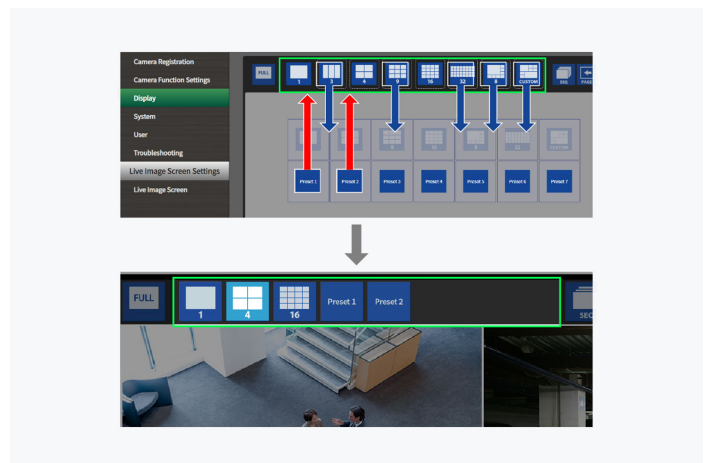 Camera Registration
Camera Function Settings
Display
System
User
Troubleshooting
Live Image Screen Settings
Live Image Screen
FULL
1
3
4
9
16
32
8
CUSTOM
SEQ
Preset 1
Preset 2
Preset 3
Preset 4
Preset 5
Preset 6
Preset 7
FULL
1
4
16
Preset 1
Preset 2
SEQ